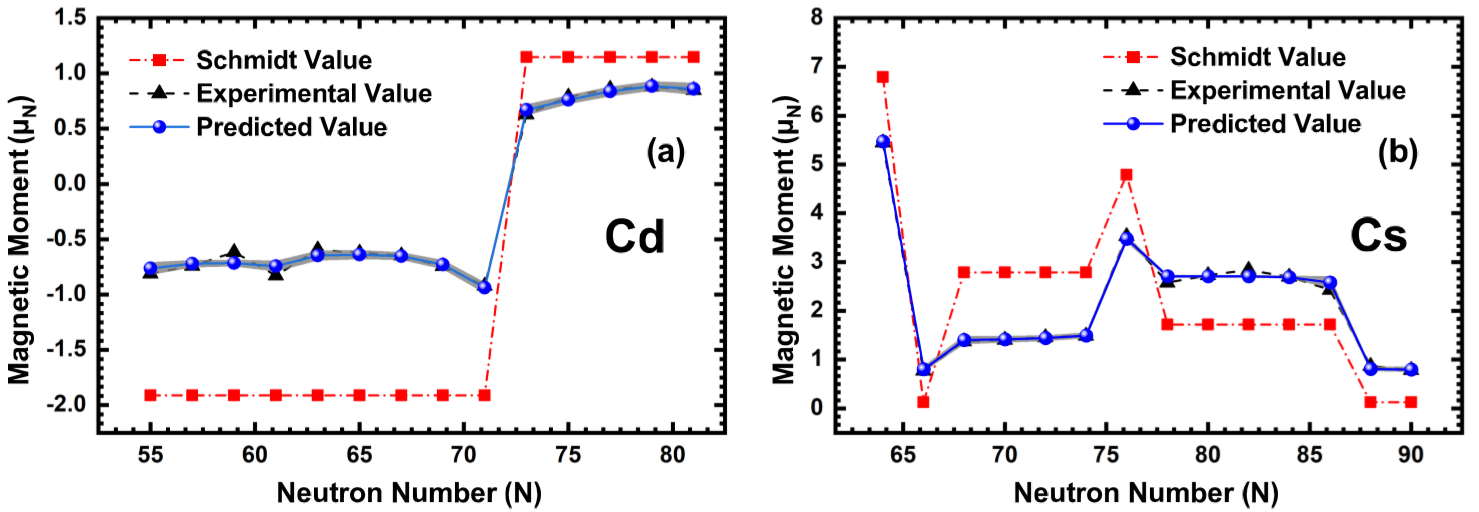 1.5
1.0
0.5
0.0
-0.5
-1.0
-1.5
-2.0
Magnetic Moment (μN)
Schmidt Value
Experimental Value
Predicted Value
(a)
Cd
55
60
65
70
75
80
Neutron Number (N)
8
7
6
5
4
3
2
1
0
Magnetic Moment (μN)
Schmidt Value
Experimental Value
Predicted Value
(b)
Cs
65
70
75
80
85
90
Neutron Number (N)